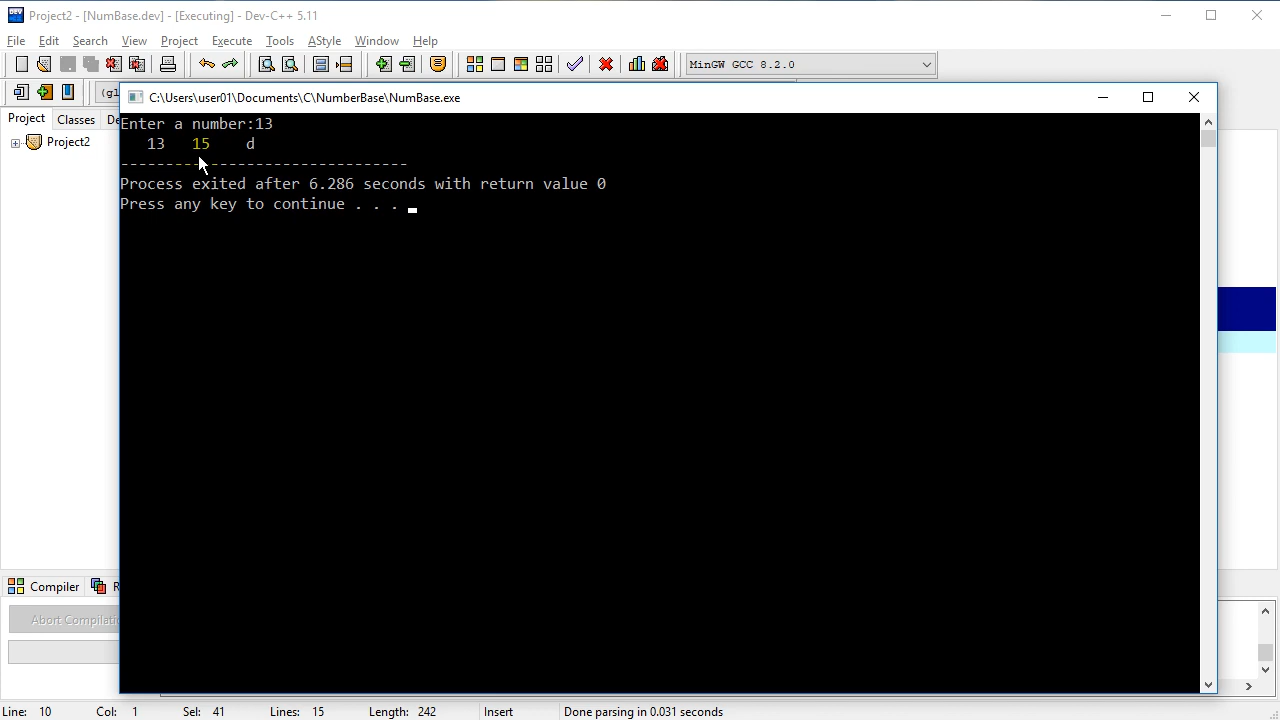 Project2 - [NumBase.dev] - [Executing] - Dev-C++ 5.11
File Edit Search View Project Execute Tools AStyle Window Help
MinGW GCC 8.2.0
(gl
Project Classes De
Project2
C:\Users\user01\Documents\C\NumberBase\NumBase.exe
Enter a number:13
13 15 d
--------------------------------
Process exited after 6.286 seconds with return value 0
Press any key to continue . . .
Compiler R
Abort Compilati
Line: 10 Col: 1 Sel: 41 Lines: 15 Length: 242 Insert Done parsing in 0.031 seconds